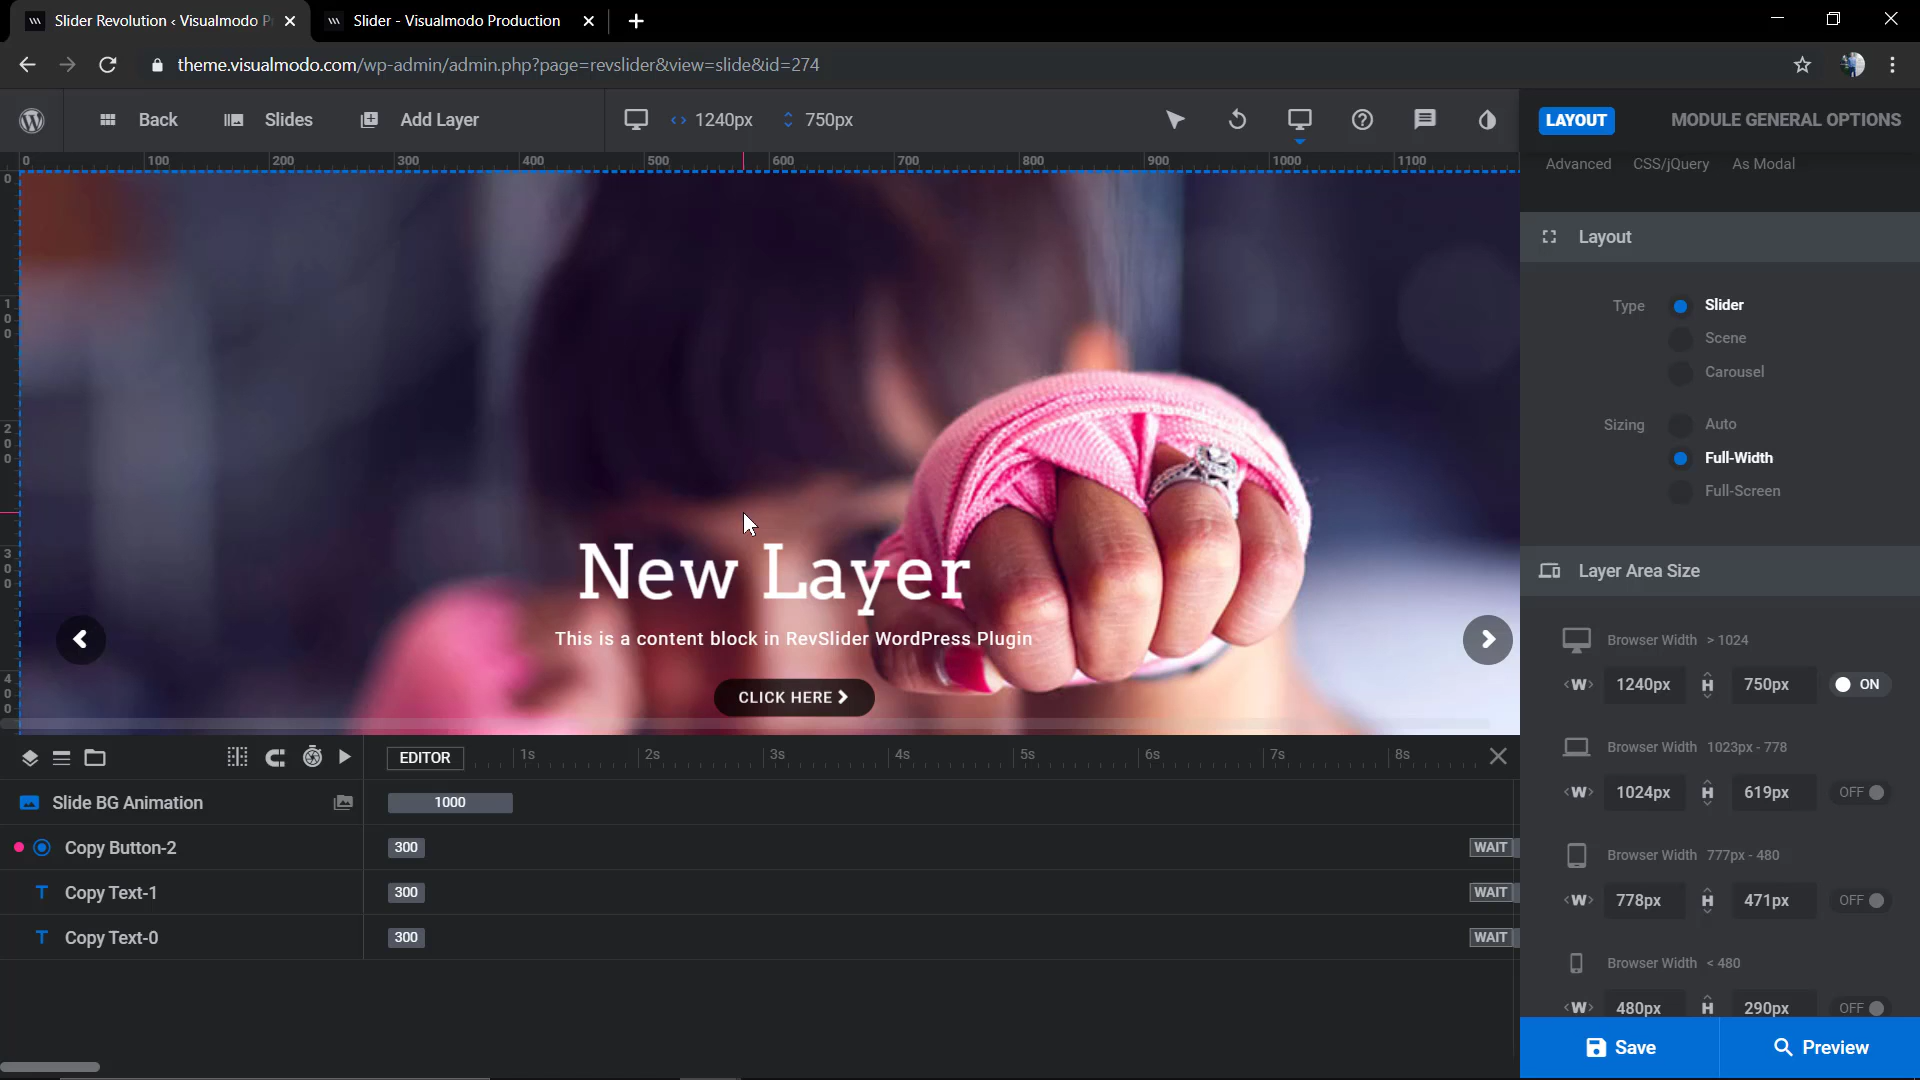 Slider Revolution ‹ Visualmodo P
Slider - Visualmodo Production
theme.visualmodo.com/wp-admin/admin.php?page=revslider&view=slide&id=274
Back
Slides
Add Layer
1240px
750px
LAYOUT
MODULE GENERAL OPTIONS
0 100 200 300 400 500 600 700 800 900 1000 1100
Advanced CSS/jQuery As Modal
0
100
200
300
400
Layout
Type
Slider
Scene
Carousel
Sizing
Auto
Full-Width
Full-Screen
New Layer
This is a content block in RevSlider WordPress Plugin
CLICK HERE
Layer Area Size
Browser Width > 1024
W 1240px H 750px ON
Browser Width 1023px - 778
W 1024px H 619px OFF
Browser Width 777px - 480
W 778px H 471px OFF
Browser Width < 480
W 480px H 290px OFF
EDITOR 1s 2s 3s 4s 5s 6s 7s 8s
Slide BG Animation 1000
Copy Button-2 300 WAIT
Copy Text-1 300 WAIT
Copy Text-0 300 WAIT
Save
Preview